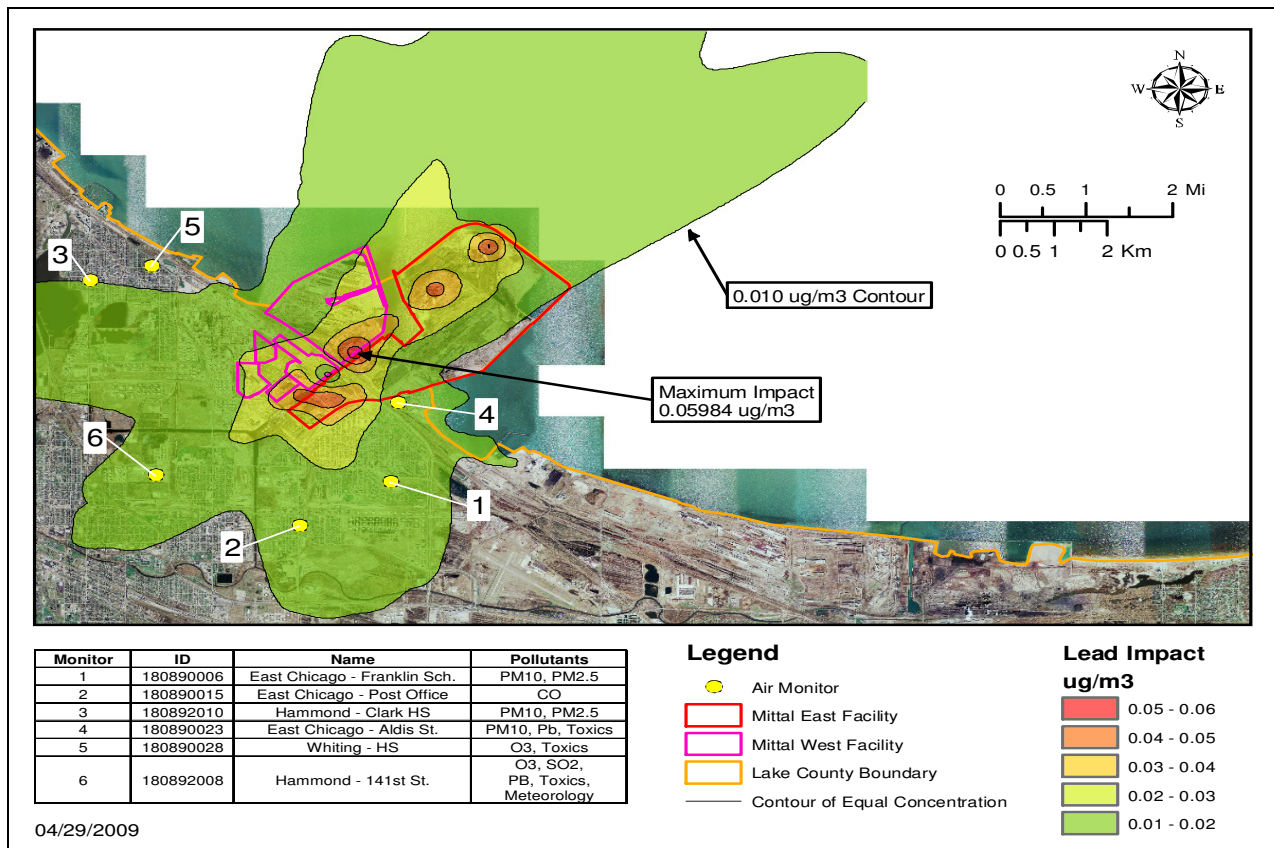 N
W E
S
0 0.5 1 2 Mi
0 0.5 1 2 Km
5
3
0.010 ug/m3 Contour
Maximum Impact
0.05984 ug/m3
4
6
1
2
Monitor ID Name Pollutants
1 180890006 East Chicago - Franklin Sch. PM10, PM2.5
2 180890015 East Chicago - Post Office CO
3 180892010 Hammond - Clark HS PM10, PM2.5
4 180890023 East Chicago - Aldis St. PM10, Pb, Toxics
5 180890028 Whiting - HS O3, Toxics
6 180892008 Hammond - 141st St. O3, SO2,
PB, Toxics,
Meteorology
04/29/2009
Legend
Air Monitor
Mittal East Facility
Mittal West Facility
Lake County Boundary
Contour of Equal Concentration
Lead Impact
ug/m3
0.05 - 0.06
0.04 - 0.05
0.03 - 0.04
0.02 - 0.03
0.01 - 0.02